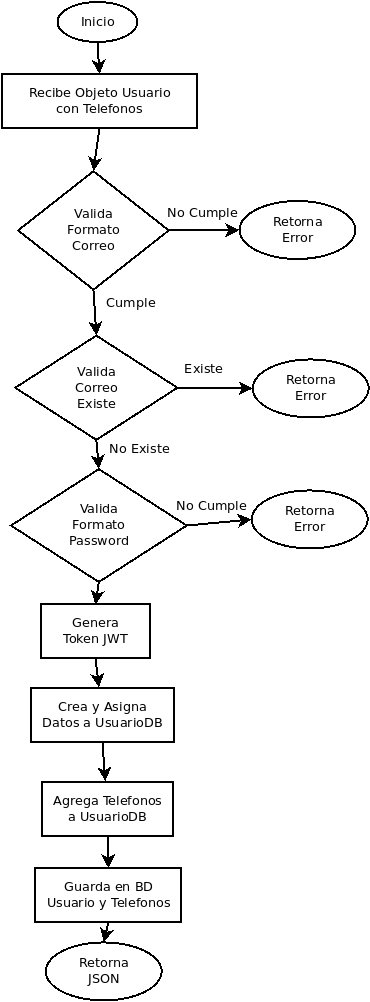 Inicio
Recibe Objeto Usuario
con Telefonos
Valida
Formato
Correo
No Cumple
Retorna
Error
Cumple
Valida
Correo
Existe
Existe
Retorna
Error
No Existe
Valida
Formato
Password
No Cumple
Retorna
Error
Genera
Token JWT
Crea y Asigna
Datos a UsuarioDB
Agrega Telefonos
a UsuarioDB
Guarda en BD
Usuario y Telefonos
Retorna
JSON